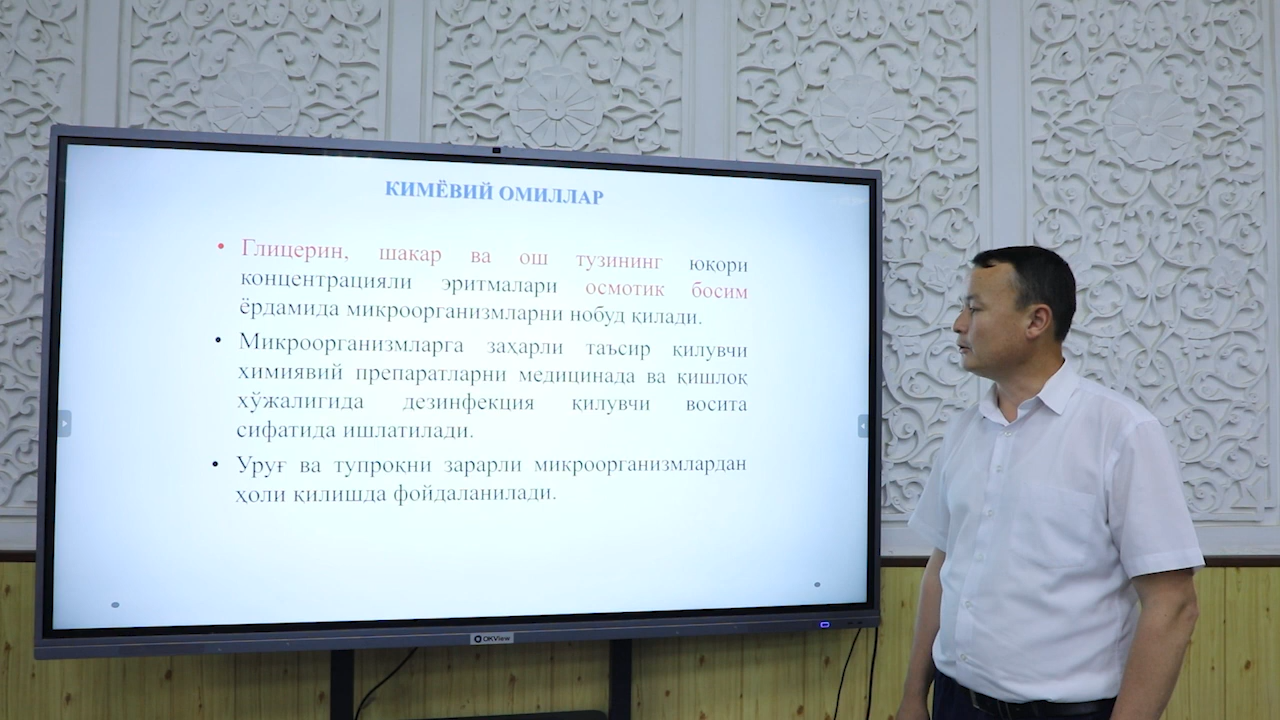 КИМЁВИЙ ОМИЛЛАР
• Глицерин, шакар ва ош тузининг юқори
концентрацияли эритмалари осмотик босим
ёрдамида микроорганизмларни нобуд қилади.
• Микроорганизмларга заҳарли таъсир қилувчи
химиявий препаратларни медицинада ва қишлоқ
хўжалигида дезинфекция қилувчи восита
сифатида ишлатилади.
• Уруғ ва тупроқни зарарли микроорганизмлардан
ҳоли қилишда фойдаланилади.
OKView